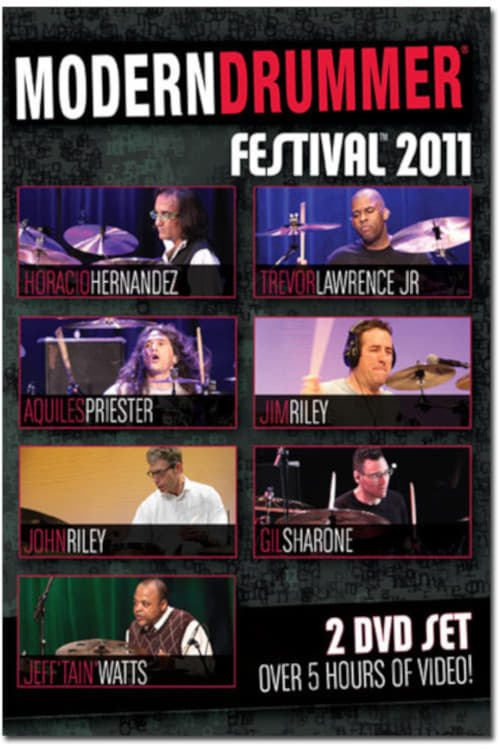 MODERNDRUMMER®
FESTIVAL™ 2011
HORACIOHERNANDEZ
TREVORLAWRENCE JR
AQUILESPRIESTER
JIMRILEY
JOHNRILEY
GILSHARONE
JEFF'TAIN'WATTS
2 DVD SET
OVER 5 HOURS OF VIDEO!